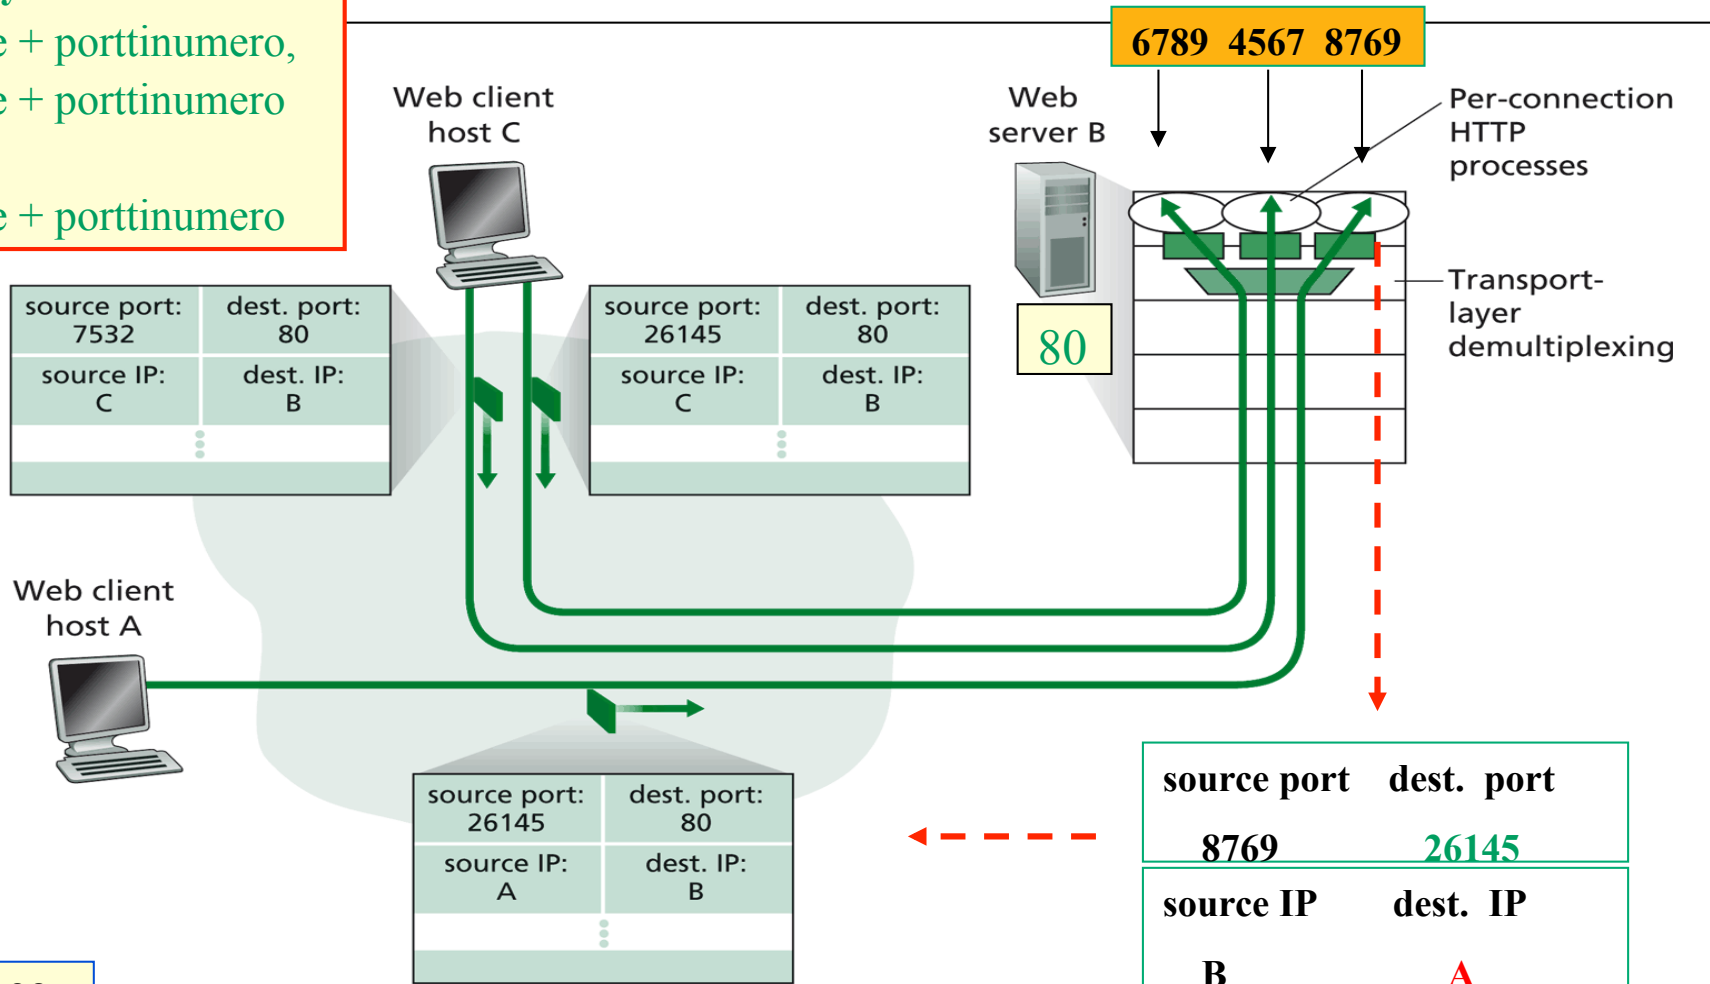 e + porttinumero,
e + porttinumero
e + porttinumero
6789 4567 8769
Web client
host C
Web
server B
Per-connection
HTTP
processes
Transport-
layer
demultiplexing
80
source port:
7532
dest. port:
80
source IP:
C
dest. IP:
B
source port:
26145
dest. port:
80
source IP:
C
dest. IP:
B
Web client
host A
source port:
26145
dest. port:
80
source IP:
A
dest. IP:
B
source port dest. port
8769 26145
source IP dest. IP
B A